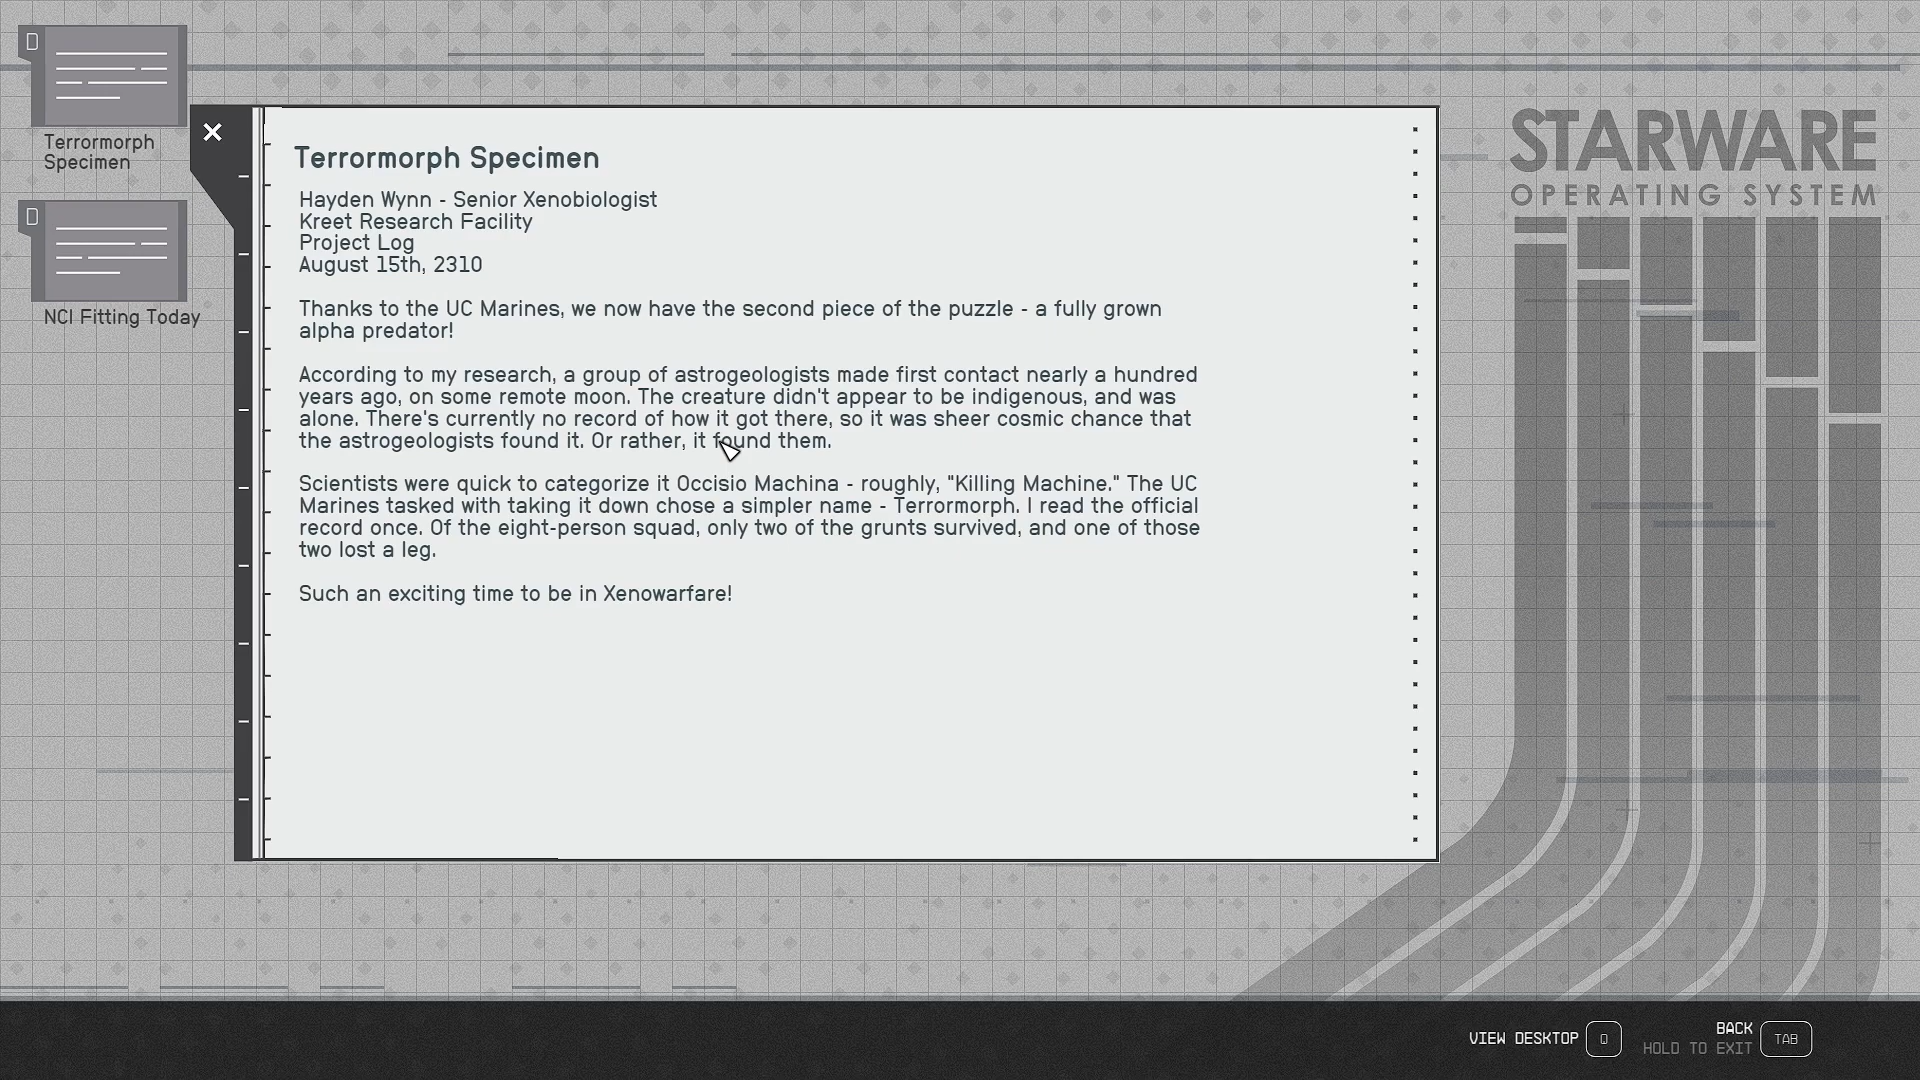 D
Terrormorph
Specimen
D
NCI Fitting Today
Terrormorph Specimen
Hayden Wynn - Senior Xenobiologist
Kreet Research Facility
Project Log
August 15th, 2310
Thanks to the UC Marines, we now have the second piece of the puzzle - a fully grown
alpha predator!
According to my research, a group of astrogeologists made first contact nearly a hundred
years ago, on some remote moon. The creature didn't appear to be indigenous, and was
alone. There's currently no record of how it got there, so it was sheer cosmic chance that
the astrogeologists found it. Or rather, it found them.
Scientists were quick to categorize it Occisio Machina - roughly, "Killing Machine." The UC
Marines tasked with taking it down chose a simpler name - Terrormorph. I read the official
record once. Of the eight-person squad, only two of the grunts survived, and one of those
two lost a leg.
Such an exciting time to be in Xenowarfare!
STARWARE
OPERATING SYSTEM
VIEW DESKTOP Q
BACK
HOLD TO EXIT TAB